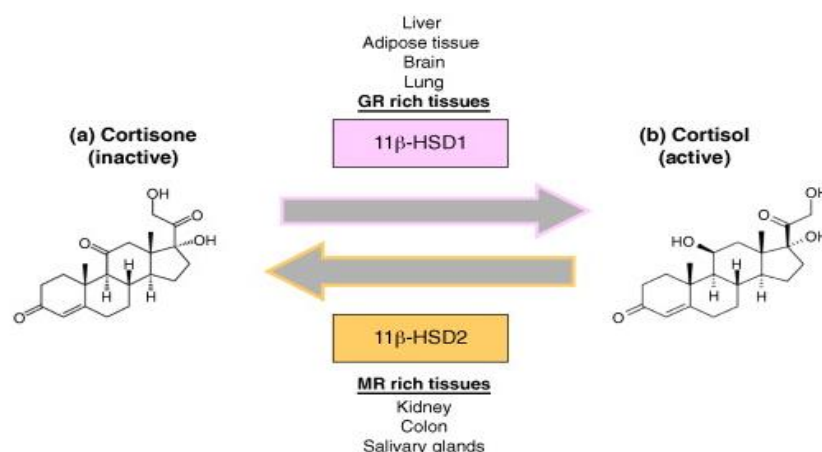 Liver
Adipose tissue
Brain
Lung
GR rich tissues
(a) Cortisone
(inactive)
11β-HSD1
(b) Cortisol
(active)
OH
O
O
OH
H
H
H
O
OH
O
OH
HO
H
H
H
O
11β-HSD2
MR rich tissues
Kidney
Colon
Salivary glands